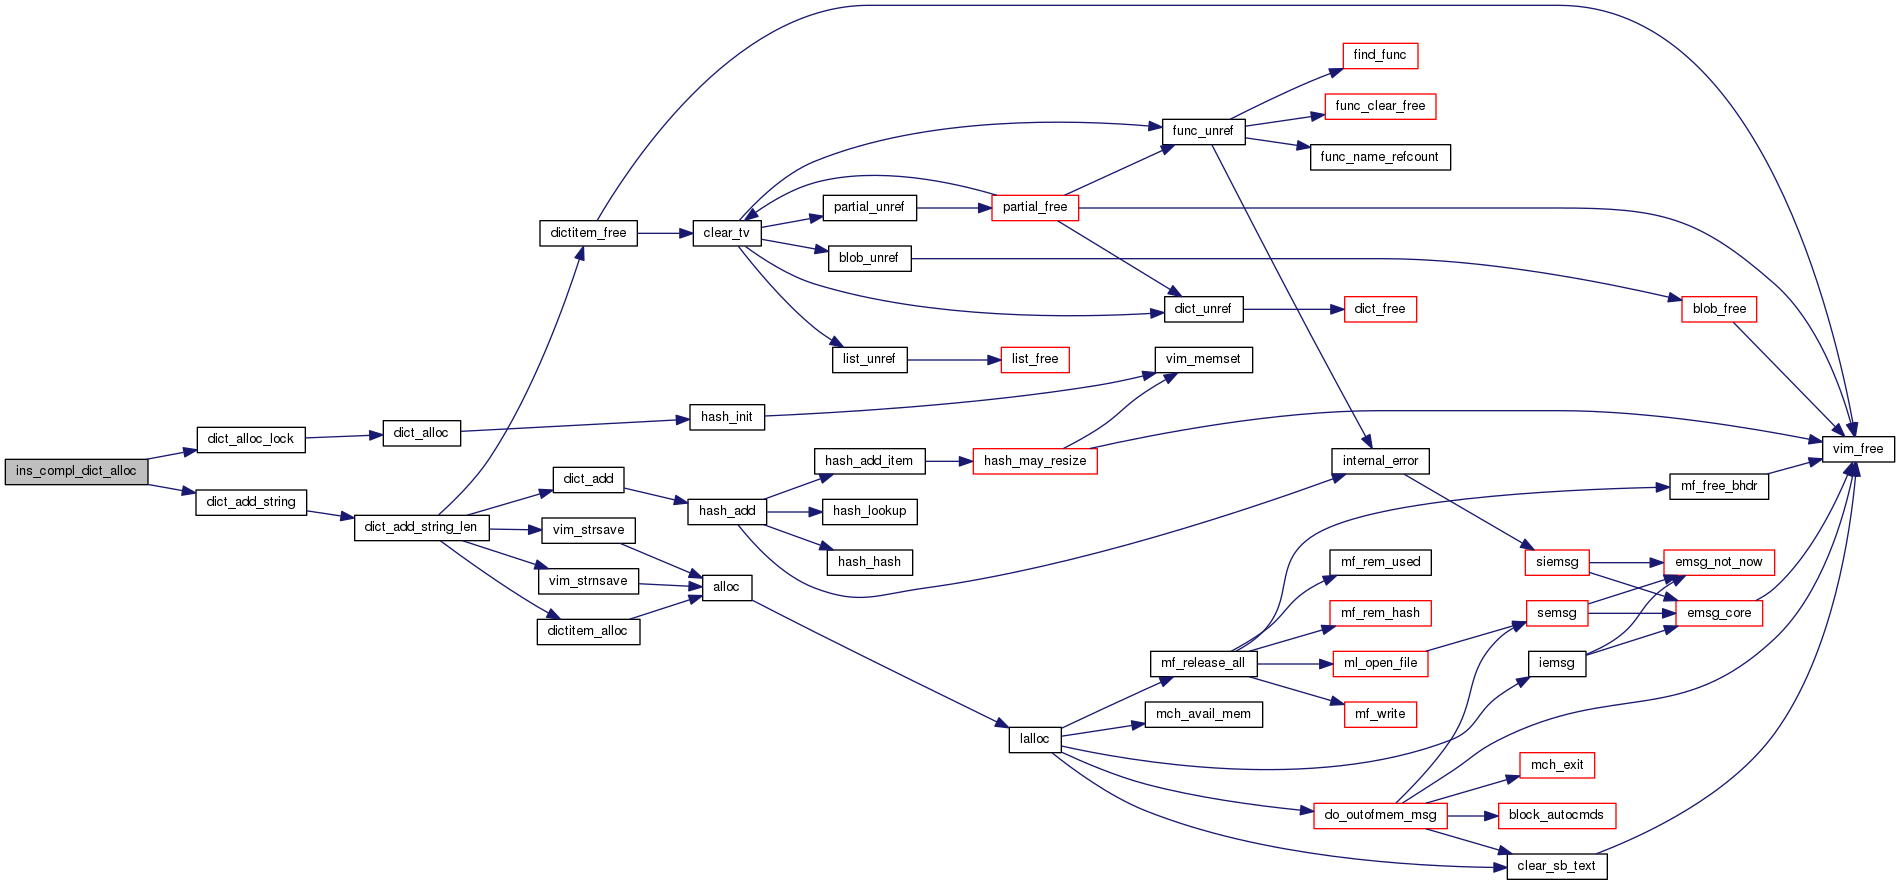 find_func
func_clear_free
func_unref
func_name_refcount
partial_unref
partial_free
dictitem_free
clear_tv
blob_unref
dict_unref
dict_free
blob_free
list_unref
list_free
vim_memset
hash_init
dict_alloc
dict_alloc_lock
vim_free
hash_add_item
hash_may_resize
internal_error
ins_compl_dict_alloc
dict_add
mf_free_bhdr
dict_add_string
hash_add
hash_lookup
dict_add_string_len
vim_strsave
hash_hash
mf_rem_used
siemsg
emsg_not_now
vim_strnsave
alloc
mf_rem_hash
semsg
emsg_core
dictitem_alloc
mf_release_all
ml_open_file
iemsg
mch_avail_mem
mf_write
lalloc
mch_exit
do_outofmem_msg
block_autocmds
clear_sb_text